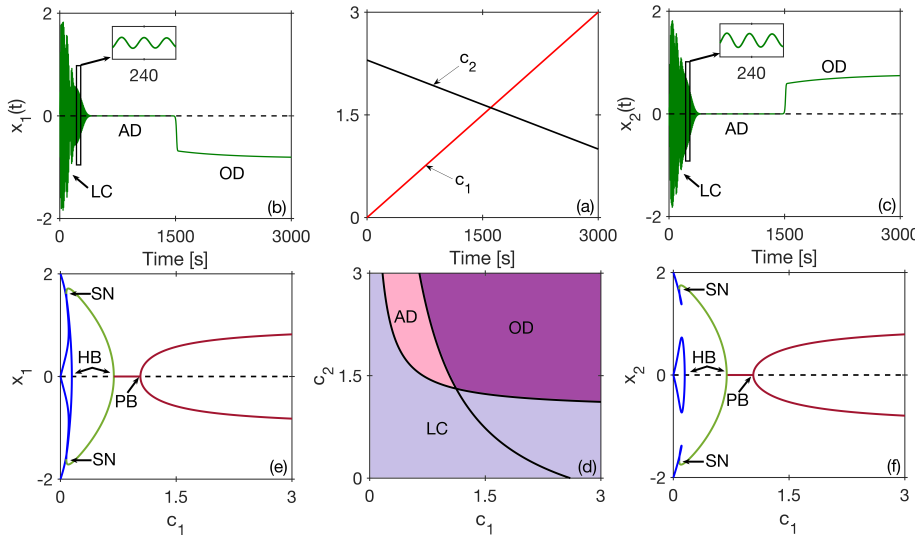 2
x₁(t)
0
-2
240
AD
OD
LC
(b)
0
1500
3000
Time [s]
3
1.5
0
c₂
c₁
(a)
0
1500
3000
Time [s]
2
x₂(t)
0
-2
240
OD
AD
LC
(c)
0
1500
3000
Time [s]
2
x₁
0
-2
SN
HB
PB
SN
(e)
0
1.5
3
c₁
3
c₂
1.5
0
AD
OD
LC
(d)
0
1.5
3
c₁
2
x₂
0
-2
SN
HB
PB
SN
(f)
0
1.5
3
c₁